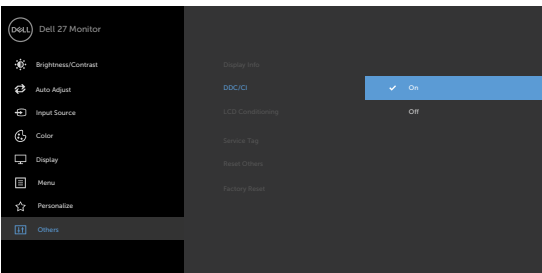 DELL
Dell 27 Monitor
Brightness/Contrast
Auto Adjust
Input Source
Color
Display
Menu
Personalize
Others
Display Info
DDC/CI
LCD Conditioning
Service Tag
Reset Others
Factory Reset
On
Off